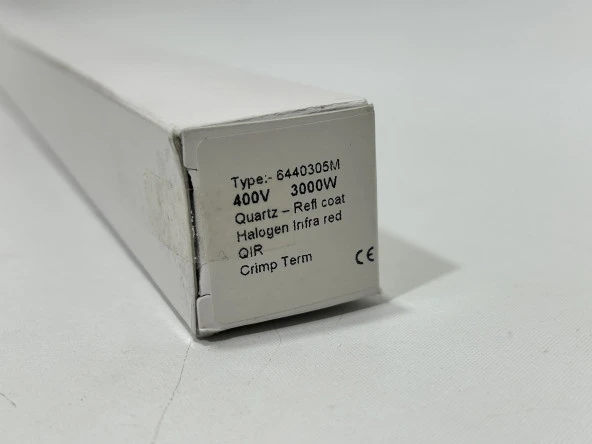 Type:- 6440305M
400V 3000W
Quartz – Refl coat
Halogen Infra red
QIR
Crimp Term CE